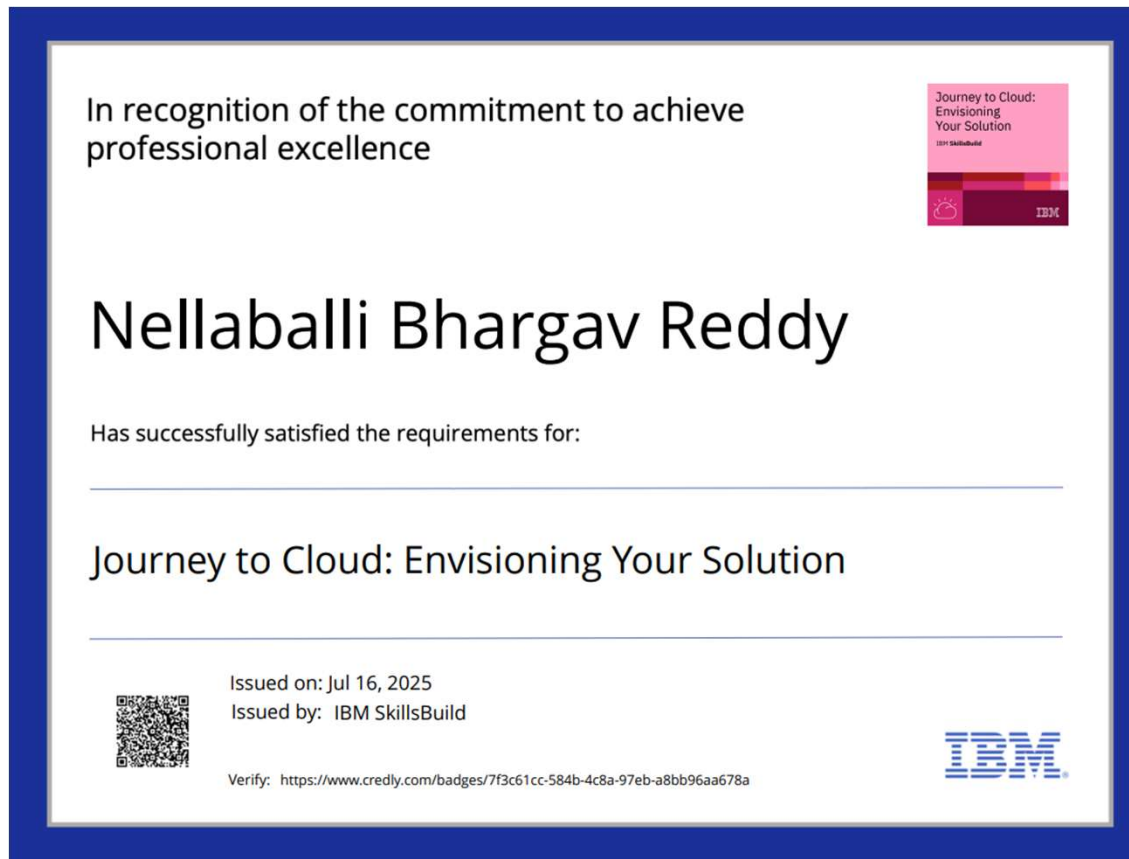 In recognition of the commitment to achieve
professional excellence
Journey to Cloud:
Envisioning
Your Solution
IBM SkillsBuild
IBM
Nellaballi Bhargav Reddy
Has successfully satisfied the requirements for:
Journey to Cloud: Envisioning Your Solution
Issued on: Jul 16, 2025
Issued by: IBM SkillsBuild
Verify: https://www.credly.com/badges/7f3c61cc-584b-4c8a-97eb-a8bb96aa678a
IBM®